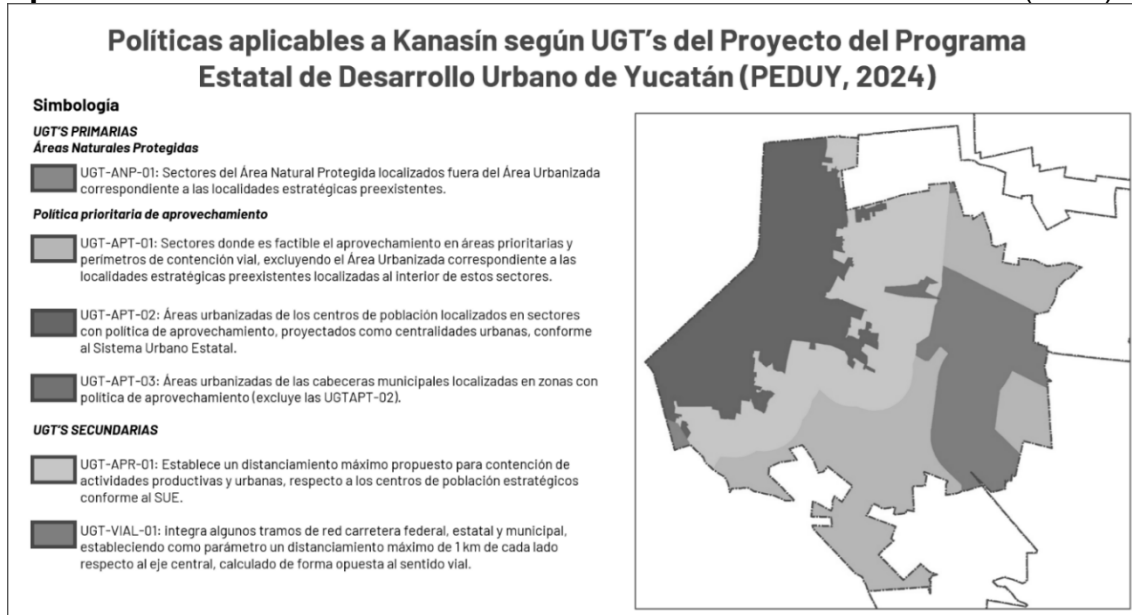 Políticas aplicables a Kanasín según UGT’s del Proyecto del Programa
Estatal de Desarrollo Urbano de Yucatán (PEDUY, 2024)
Simbología
UGT’S PRIMARIAS
Áreas Naturales Protegidas
UGT-ANP-01: Sectores del Área Natural Protegida localizados fuera del Área Urbanizada
correspondiente a las localidades estratégicas preexistentes.
Política prioritaria de aprovechamiento
UGT-APT-01: Sectores donde es factible el aprovechamiento en áreas prioritarias y
perímetros de contención vial, excluyendo el Área Urbanizada correspondiente a las
localidades estratégicas preexistentes localizadas al interior de estos sectores.
UGT-APT-02: Áreas urbanizadas de los centros de población localizados en sectores
con política de aprovechamiento, proyectados como centralidades urbanas, conforme
al Sistema Urbano Estatal.
UGT-APT-03: Áreas urbanizadas de las cabeceras municipales localizadas en zonas con
política de aprovechamiento (excluye las UGTAPT-02).
UGT’S SECUNDARIAS
UGT-APR-01: Establece un distanciamiento máximo propuesto para contención de
actividades productivas y urbanas, respecto a los centros de población estratégicos
conforme al SUE.
UGT-VIAL-01: integra algunos tramos de red carretera federal, estatal y municipal,
estableciendo como parámetro un distanciamiento máximo de 1 km de cada lado
respecto al eje central, calculado de forma opuesta al sentido vial.